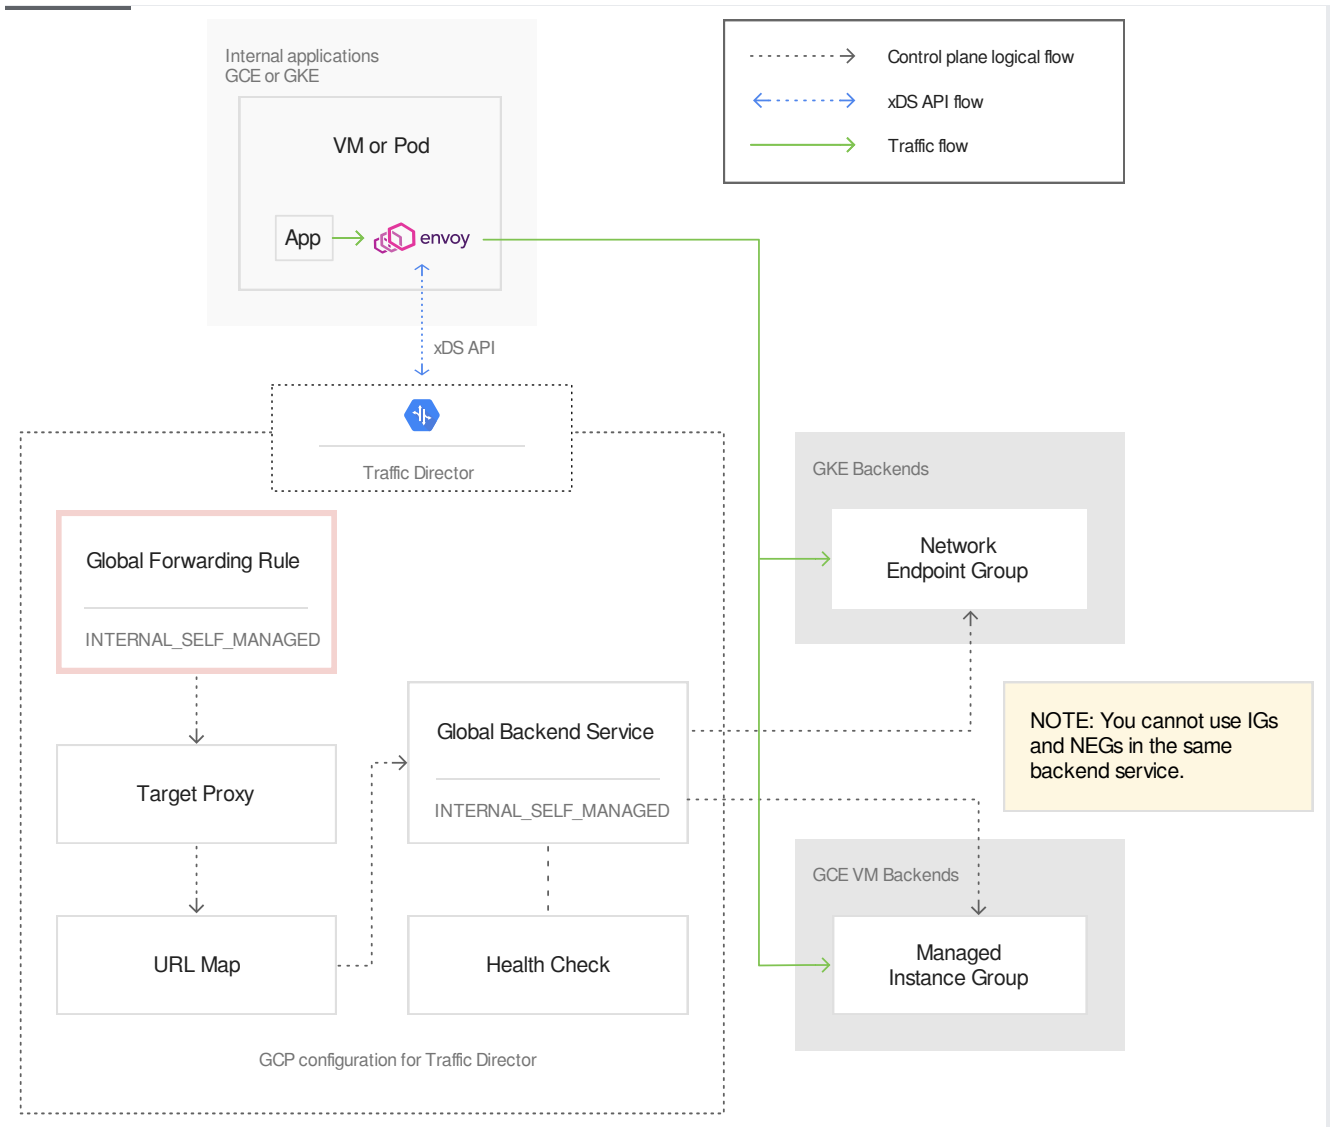 Internal applications
GCE or GKE
VM or Pod
App
envoy
Control plane logical flow
xDS API flow
Traffic flow
xDS API
Traffic Director
Global Forwarding Rule
INTERNAL_SELF_MANAGED
Target Proxy
URL Map
Global Backend Service
INTERNAL_SELF_MANAGED
Health Check
GCP configuration for Traffic Director
GKE Backends
Network
Endpoint Group
NOTE: You cannot use IGs
and NEGs in the same
backend service.
GCE VM Backends
Managed
Instance Group